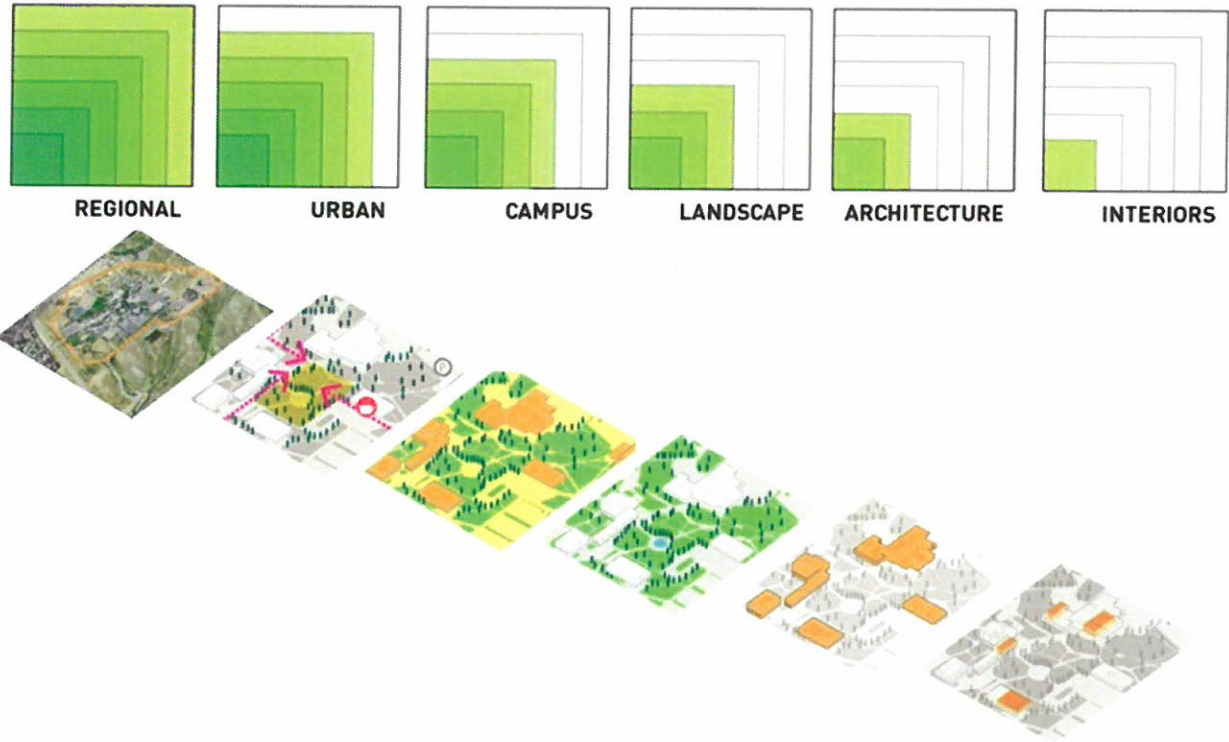 REGIONAL
URBAN
CAMPUS
LANDSCAPE
ARCHITECTURE
INTERIORS
P